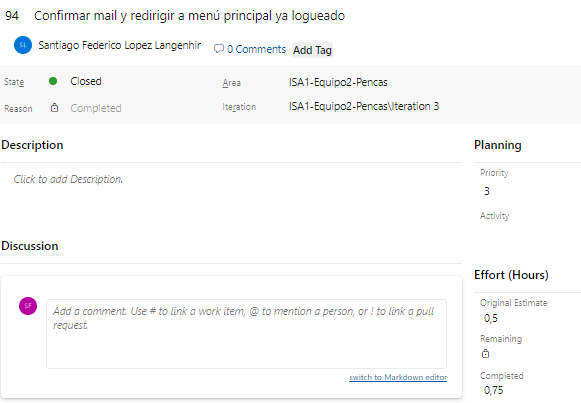 94 Confirmar mail y redirigir a menú principal ya logueado
SL Santiago Federico Lopez Langenhir 0 Comments Add Tag
State Closed Area ISA1-Equipo2-Pencas
Reason Completed Iteration ISA1-Equipo2-Pencas\Iteration 3
Description
Click to add Description.
Planning
Priority
3
Activity
Discussion
SF Add a comment. Use # to link a work item, @ to mention a person, or ! to link a pull
request.
switch to Markdown editor
Effort (Hours)
Original Estimate
0,5
Remaining
Completed
0,75